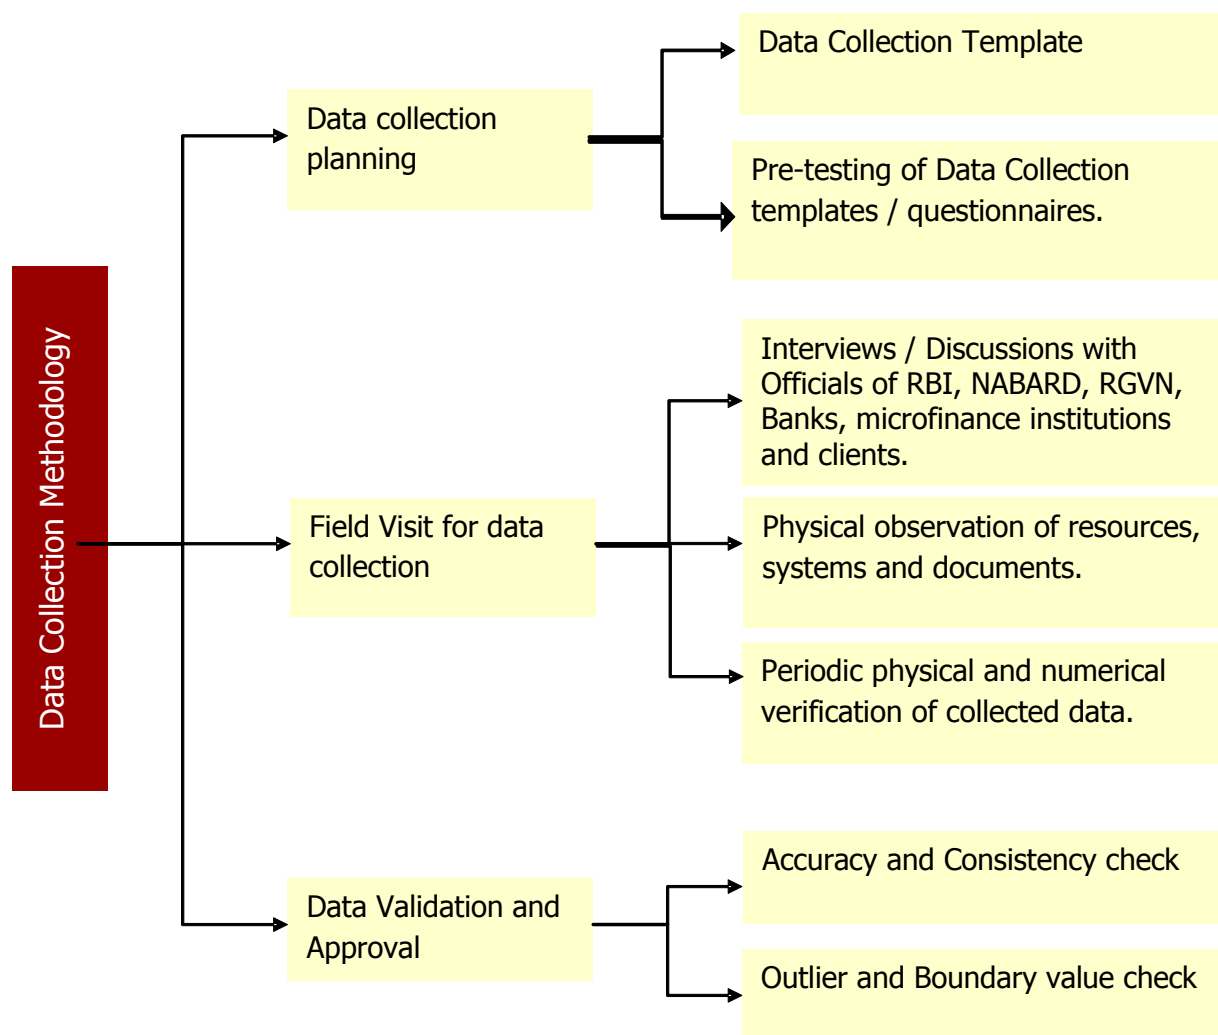 Data Collection Methodology
Data collection
planning
Data Collection Template
Pre-testing of Data Collection
templates / questionnaires.
Field Visit for data
collection
Interviews / Discussions with
Officials of RBI, NABARD, RGVN,
Banks, microfinance institutions
and clients.
Physical observation of resources,
systems and documents.
Periodic physical and numerical
verification of collected data.
Data Validation and
Approval
Accuracy and Consistency check
Outlier and Boundary value check